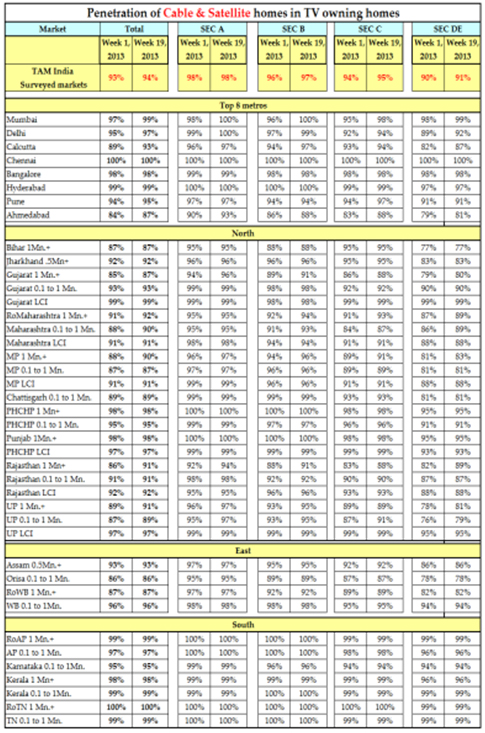 Penetration of Cable & Satellite homes in TV owning homes
Market Total SEC A SEC B SEC C SEC DE
Week 1, 2013 Week 19, 2013 Week 1, 2013 Week 19, 2013 Week 1, 2013 Week 19, 2013 Week 1, 2013 Week 19, 2013 Week 1, 2013 Week 19, 2013
TAM India Surveyed markets 93% 94% 98% 98% 96% 97% 94% 95% 90% 91%
Top 8 metros
Mumbai 97% 99% 98% 100% 96% 100% 95% 98% 98% 99%
Delhi 95% 97% 99% 100% 97% 99% 92% 94% 89% 92%
Calcutta 89% 93% 96% 97% 94% 97% 93% 94% 82% 87%
Chennai 100% 100% 100% 100% 100% 100% 100% 100% 100% 100%
Bangalore 98% 98% 99% 99% 98% 98% 98% 98% 98% 98%
Hyderabad 99% 99% 100% 100% 100% 100% 99% 99% 97% 97%
Pune 94% 95% 97% 97% 94% 94% 94% 97% 91% 91%
Ahmedabad 84% 87% 90% 93% 86% 88% 83% 88% 79% 81%
North
Bihar 1Mn.+ 87% 87% 95% 95% 88% 88% 95% 95% 77% 77%
Jharkhand .5Mn+ 92% 92% 96% 96% 96% 96% 95% 95% 83% 83%
Gujarat 1 Mn.+ 85% 87% 94% 96% 89% 91% 86% 88% 79% 80%
Gujarat 0.1 to 1 Mn. 93% 93% 99% 99% 98% 98% 92% 92% 90% 90%
Gujarat LCI 99% 99% 99% 99% 98% 98% 99% 99% 99% 99%
RoMaharashtra 1 Mn.+ 91% 92% 95% 95% 92% 94% 91% 93% 87% 89%
Maharashtra 0.1 to 1 Mn. 88% 90% 95% 95% 91% 93% 84% 87% 86% 89%
Maharashtra LCI 91% 91% 98% 98% 94% 94% 91% 91% 88% 88%
MP 1 Mn.+ 88% 90% 96% 97% 94% 96% 89% 91% 81% 83%
MP 0.1 to 1 Mn. 87% 87% 97% 97% 96% 96% 89% 89% 81% 81%
MP LCI 91% 91% 99% 99% 96% 96% 91% 91% 88% 88%
Chattisgarh 0.1 to 1 Mn. 89% 89% 99% 99% 99% 99% 93% 93% 81% 81%
PHCHP 1 Mn+ 98% 98% 100% 100% 100% 100% 98% 98% 95% 95%
PHCHP 0.1 to 1 Mn. 95% 95% 99% 99% 97% 97% 96% 96% 91% 91%
Punjab 1Mn.+ 98% 98% 100% 100% 100% 100% 98% 98% 95% 95%
PHCHP LCI 97% 97% 99% 99% 99% 99% 99% 99% 93% 93%
Rajasthan 1 Mn+ 86% 91% 92% 94% 88% 91% 83% 88% 82% 89%
Rajasthan 0.1 to 1 Mn. 91% 91% 98% 98% 92% 92% 90% 90% 87% 87%
Rajasthan LCI 92% 92% 95% 95% 96% 96% 93% 93% 88% 88%
UP 1 Mn.+ 89% 91% 96% 97% 93% 95% 89% 89% 78% 81%
UP 0.1 to 1 Mn. 87% 89% 95% 95% 93% 95% 87% 91% 76% 79%
UP LCI 97% 97% 99% 99% 99% 99% 99% 99% 95% 95%
East
Assam 0.5Mn.+ 93% 93% 97% 97% 95% 95% 92% 92% 86% 86%
Orisa 0.1 to 1 Mn. 86% 86% 95% 95% 89% 89% 87% 87% 78% 78%
RoWB 1 Mn.+ 87% 87% 97% 97% 92% 92% 89% 89% 82% 82%
WB 0.1 to 1Mn. 96% 96% 98% 98% 98% 98% 95% 95% 94% 94%
South
RoAP 1 Mn.+ 99% 99% 100% 100% 100% 100% 99% 99% 99% 99%
AP 0.1 to 1 Mn. 97% 97% 100% 100% 100% 100% 98% 98% 96% 96%
Karnataka 0.1 to 1Mn. 95% 95% 99% 99% 96% 96% 94% 94% 94% 94%
Kerala 1 Mn+ 98% 98% 99% 99% 99% 99% 99% 99% 96% 96%
Kerala 0.1 to 1Mn. 99% 99% 99% 99% 100% 100% 99% 99% 99% 99%
RoTN 1 Mn.+ 100% 100% 100% 100% 100% 100% 100% 100% 99% 99%
TN 0.1 to 1 Mn. 99% 99% 100% 100% 100% 100% 99% 99% 99% 99%